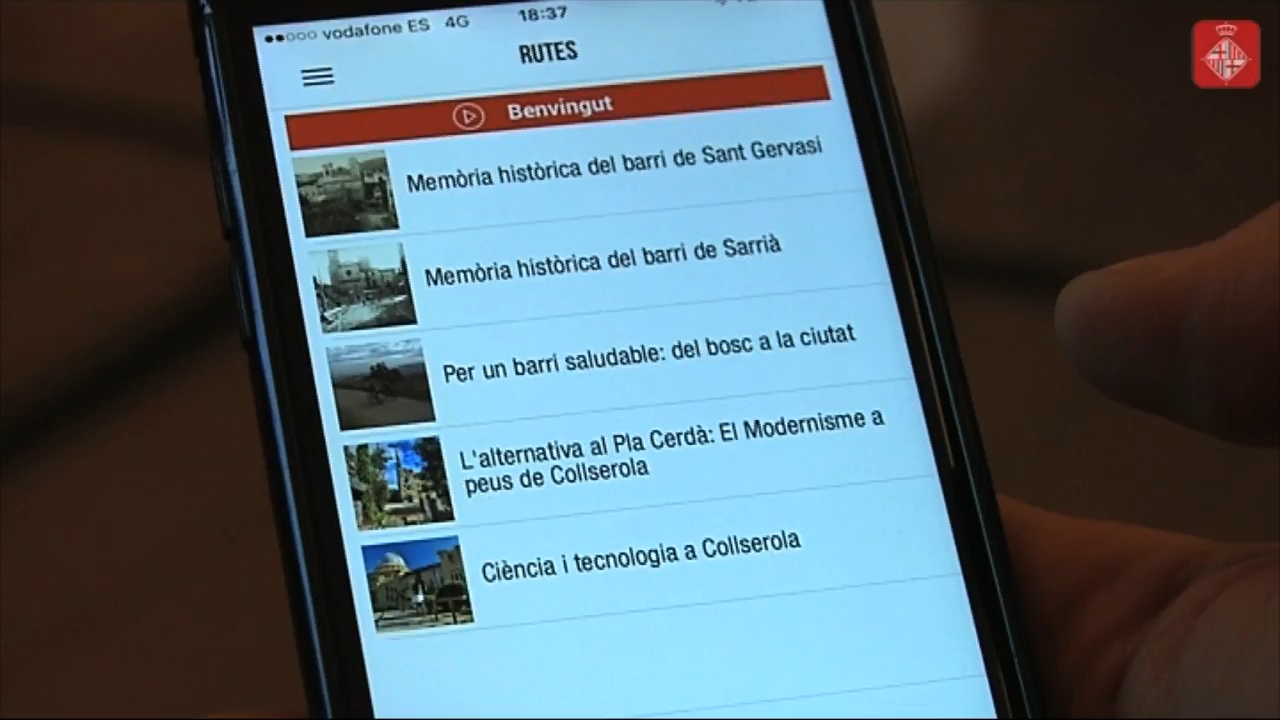 vodafone ES 4G 18:37
RUTES
Benvingut
Memòria històrica del barri de Sant Gervasi
Memòria històrica del barri de Sarrià
Per un barri saludable: del bosc a la ciutat
L'alternativa al Pla Cerdà: El Modernisme a
peus de Collserola
Ciència i tecnologia a Collserola